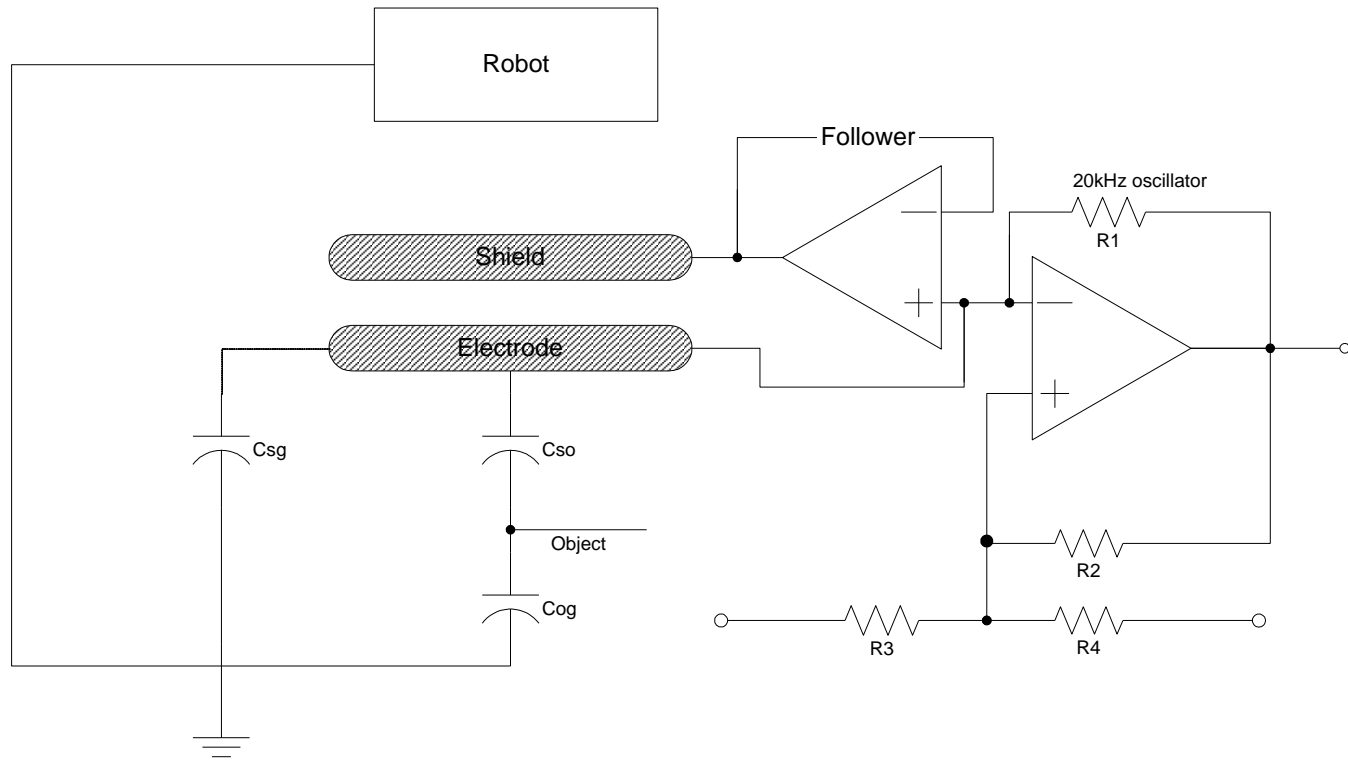 Robot
Follower
20kHz oscillator
R1
Shield
Electrode
Csg
Cso
Object
R2
Cog
R3
R4